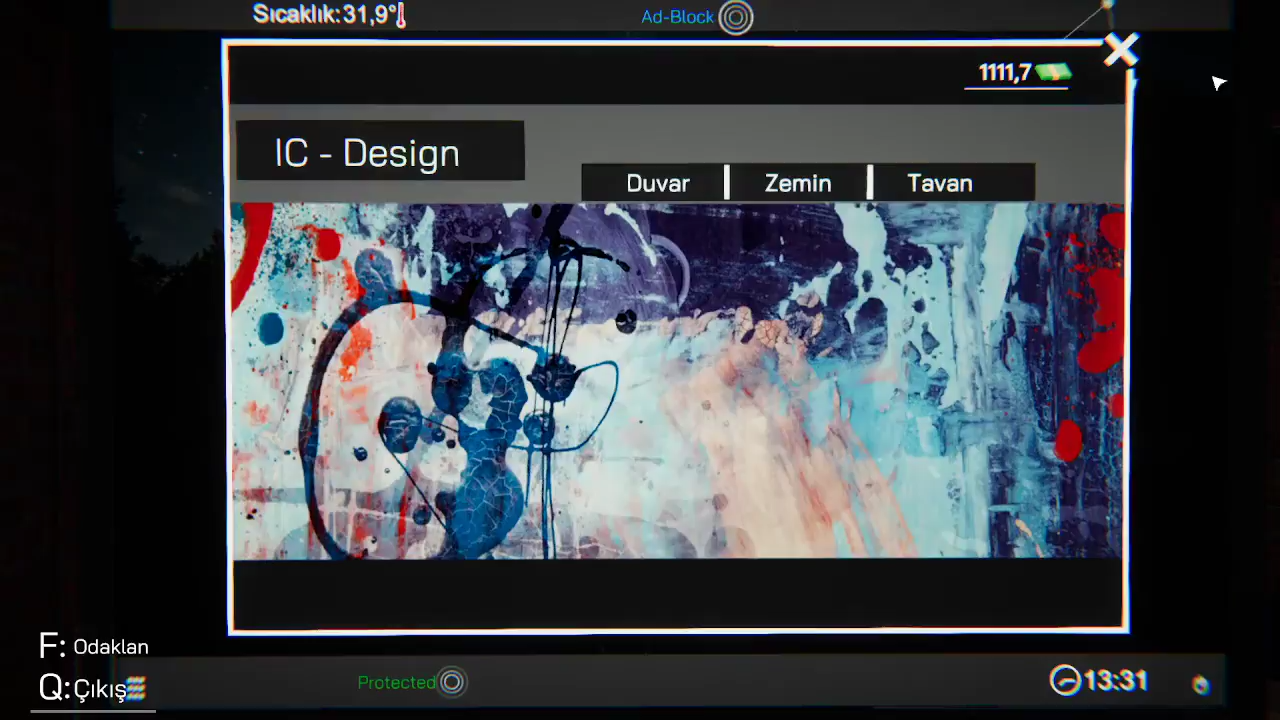 Sıcaklık: 31,9°
Ad-Block
1111,7
IC - Design
Duvar
Zemin
Tavan
F: Odaklan
Q: Çıkış
Protected
13:31